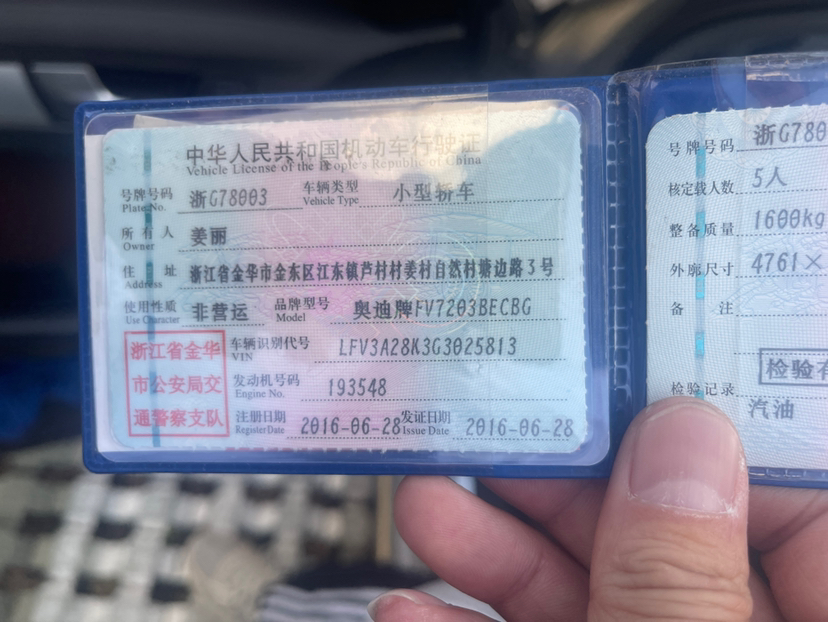 中华人民共和国机动车行驶证
Vehicle License of the People's Republic of China
号牌号码 浙G78003 车辆类型 小型轿车
Plate No. Vehicle Type
所有人 姜丽
Owner
住址 浙江省金华市金东区江东镇芦村村姜村自然村塘边路3号
Address
使用性质 非营运 品牌型号 奥迪牌FV7203BECBG
Use Character Model
浙江省金华
市公安局交
通警察支队
车辆识别代号 LFV3A28K3G3025813
VIN
发动机号码 193548
Engine No.
注册日期 2016-06-28 发证日期 2016-06-28
Register Date Issue Date
号牌号码 浙G780
核定载人数 5人
整备质量 1600kg
外廓尺寸 4761×
备注
检验有
检验记录
汽油